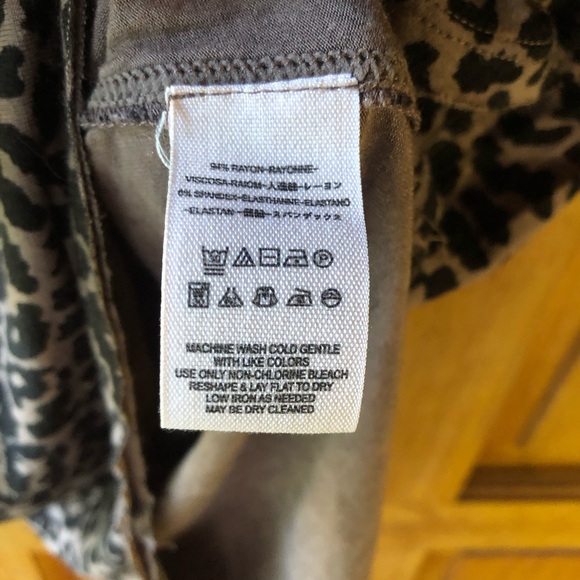 94% RAYON-RAYONNE-
VISCOSA-RAIOM-人造絲-レーヨン
6% SPANDEX-ELASTHANNE-ELASTANO
-ELASTAN-スパンデックス
P
MACHINE WASH COLD GENTLE
WITH LIKE COLORS
USE ONLY NON-CHLORINE BLEACH
RESHAPE & LAY FLAT TO DRY
LOW IRON AS NEEDED
MAY BE DRY CLEANED